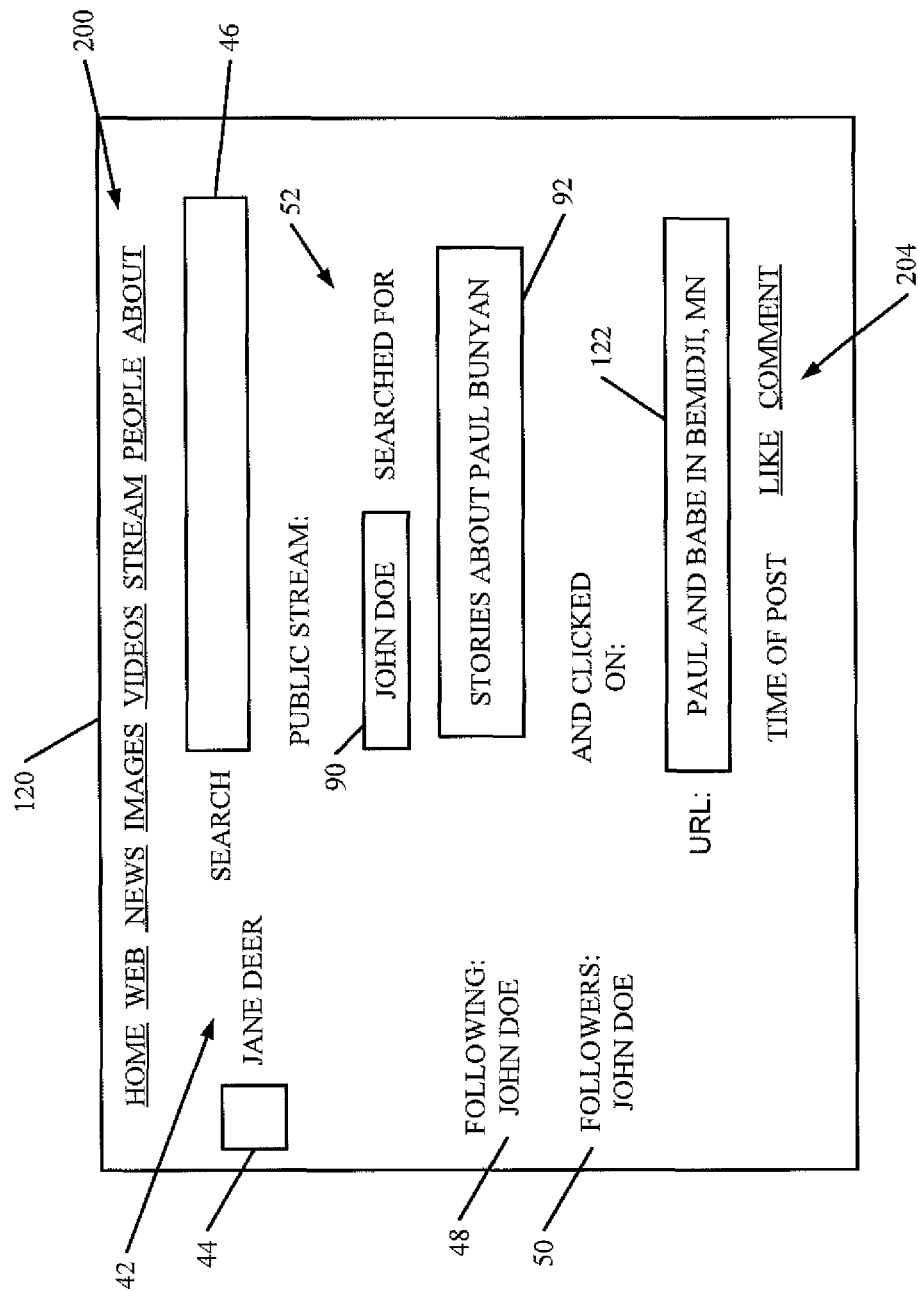 120
200
HOME WEB NEWS IMAGES VIDEOS STREAM PEOPLE ABOUT
42
JANE DEER
44
SEARCH
46
PUBLIC STREAM:
52
90
JOHN DOE
SEARCHED FOR
STORIES ABOUT PAUL BUNYAN
92
FOLLOWING:
JOHN DOE
48
AND CLICKED
ON:
122
FOLLOWERS:
JOHN DOE
50
URL:
PAUL AND BABE IN BEMIDJI, MN
TIME OF POST
LIKE COMMENT
204